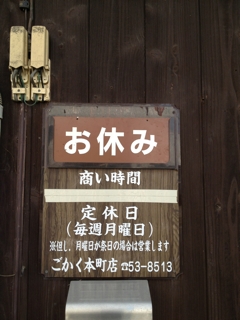 お休み
商い時間
定休日
(毎週月曜日)
※但し、月曜日が祭日の場合は営業します
ごかく本町店 ☎53-8513